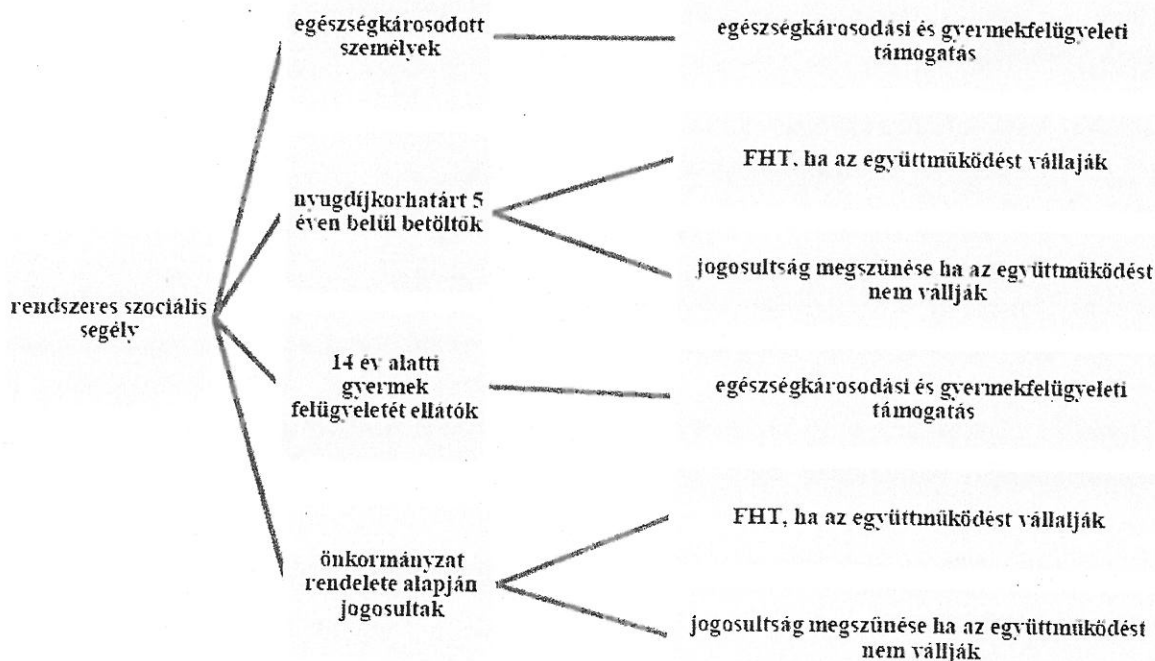 egészségkárosodott
személyek
egészségkárosodási és gyermekfelügyeleti
támogatás
FHT, ha az együttműködést vállaják
nyugdíjkorhatárt 5
éven belül betöltők
jogosultság megszűnése ha az együttműködést
nem vállják
rendszeres szociális
segély
14 év alatti
gyermek
felügyeletét ellátók
egészségkárosodási és gyermekfelügyeleti
támogatás
FHT, ha az együttműködést vállalják
önkormányzat
rendelete alapján
jogosultak
jogosultság megszűnése ha az együttműködést
nem vállják